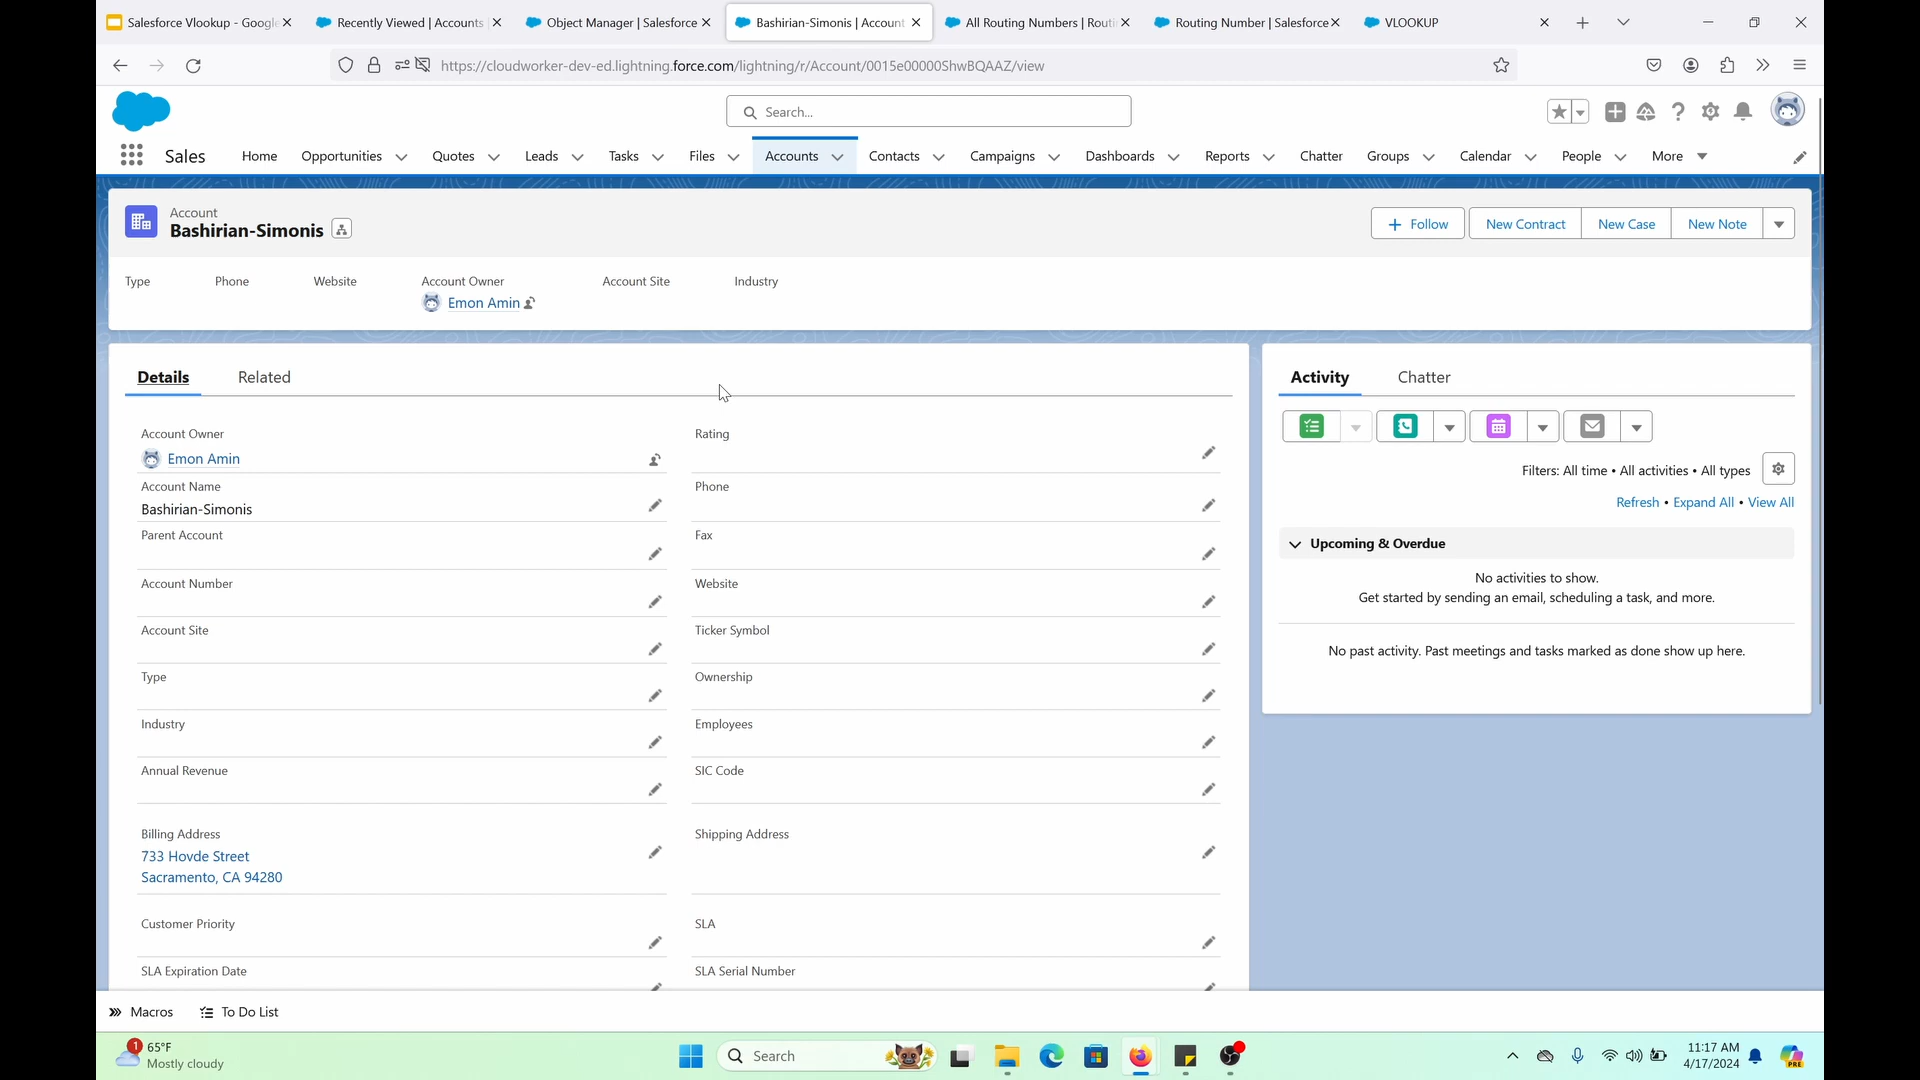 Salesforce Vlookup - Google
Recently Viewed | Accounts
Object Manager | Salesforce
Bashirian-Simonis | Account
All Routing Numbers | Routi
Routing Number | Salesforce
VLOOKUP
https://cloudworker-dev-ed.lightning.force.com/lightning/r/Account/0015e00000ShwBQAAZ/view
Search...
Sales
Home
Opportunities
Quotes
Leads
Tasks
Files
Accounts
Contacts
Campaigns
Dashboards
Reports
Chatter
Groups
Calendar
People
More
Account
Bashirian-Simonis
Follow
New Contract
New Case
New Note
Type
Phone
Website
Account Owner
Account Site
Industry
Emon Amin
Details
Related
Account Owner
Emon Amin
Rating
Account Name
Bashirian-Simonis
Phone
Parent Account
Fax
Account Number
Website
Account Site
Ticker Symbol
Type
Ownership
Industry
Employees
Annual Revenue
SIC Code
Billing Address
733 Hovde Street
Sacramento, CA 94280
Shipping Address
Customer Priority
SLA
SLA Expiration Date
SLA Serial Number
Activity
Chatter
Filters: All time • All activities • All types
Refresh • Expand All • View All
Upcoming & Overdue
No activities to show.
Get started by sending an email, scheduling a task, and more.
No past activity. Past meetings and tasks marked as done show up here.
Macros
To Do List
1
65°F
Mostly cloudy
Search
11:17 AM
4/17/2024
PRE